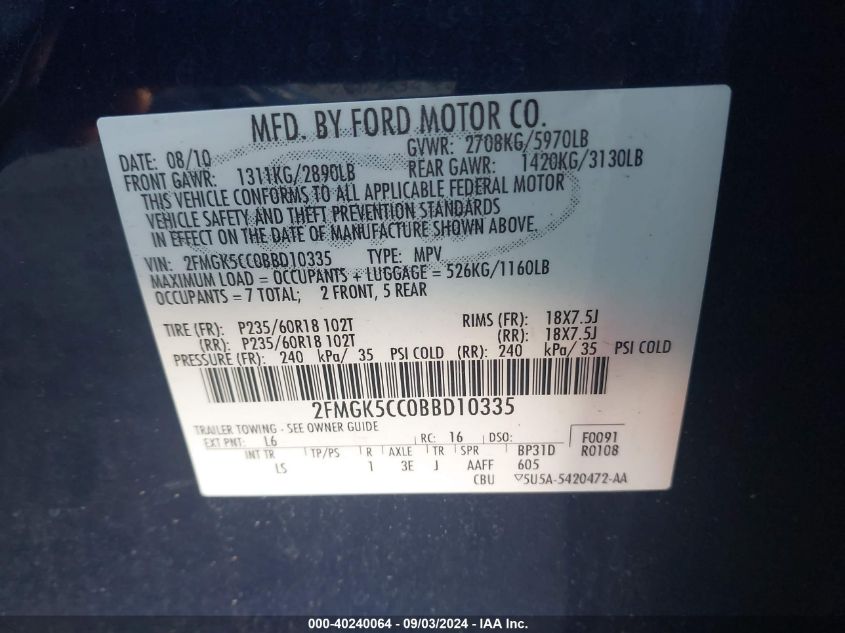 MFD. BY FORD MOTOR CO.
DATE: 08/10 GVWR: 2708KG/5970LB
FRONT GAWR: 1311KG/2890LB REAR GAWR: 1420KG/3130LB
THIS VEHICLE CONFORMS TO ALL APPLICABLE FEDERAL MOTOR
VEHICLE SAFETY AND THEFT PREVENTION STANDARDS
IN EFFECT ON THE DATE OF MANUFACTURE SHOWN ABOVE.
VIN: 2FMGK5CC0BBD10335 TYPE: MPV
MAXIMUM LOAD = OCCUPANTS + LUGGAGE = 526KG/1160LB
OCCUPANTS = 7 TOTAL; 2 FRONT, 5 REAR
TIRE (FR): P235/60R18 102T RIMS (FR): 18X7.5J
(RR): P235/60R18 102T (RR): 18X7.5J
PRESSURE (FR): 240 kPa/ 35 PSI COLD (RR): 240 kPa/ 35 PSI COLD
2FMGK5CC0BBD10335
TRAILER TOWING - SEE OWNER GUIDE
EXT PNT: L6 RC: 16 DSO: F0091
INT TR TP/PS R AXLE TR SPR BP31D R0108
LS 1 3E J AAFF 605
CBU ▽5U5A-5420472-AA
000-40240064 - 09/03/2024 - IAA, Inc.